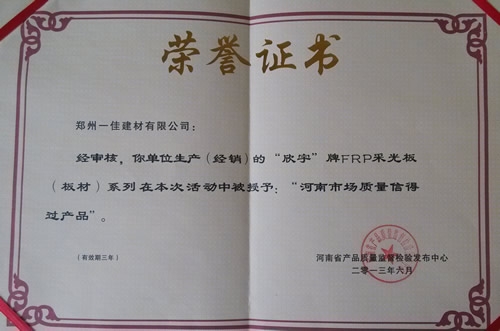 荣誉证书
郑州一佳建材有限公司：
经审核，你单位生产（经销）的“欣宇”牌FRP采光板
（板材）系列在本次活动中被授予：“河南市场质量信得
过产品”。
（有效期三年）
河南省产品质量监督检验发布中心
二零一三年六月